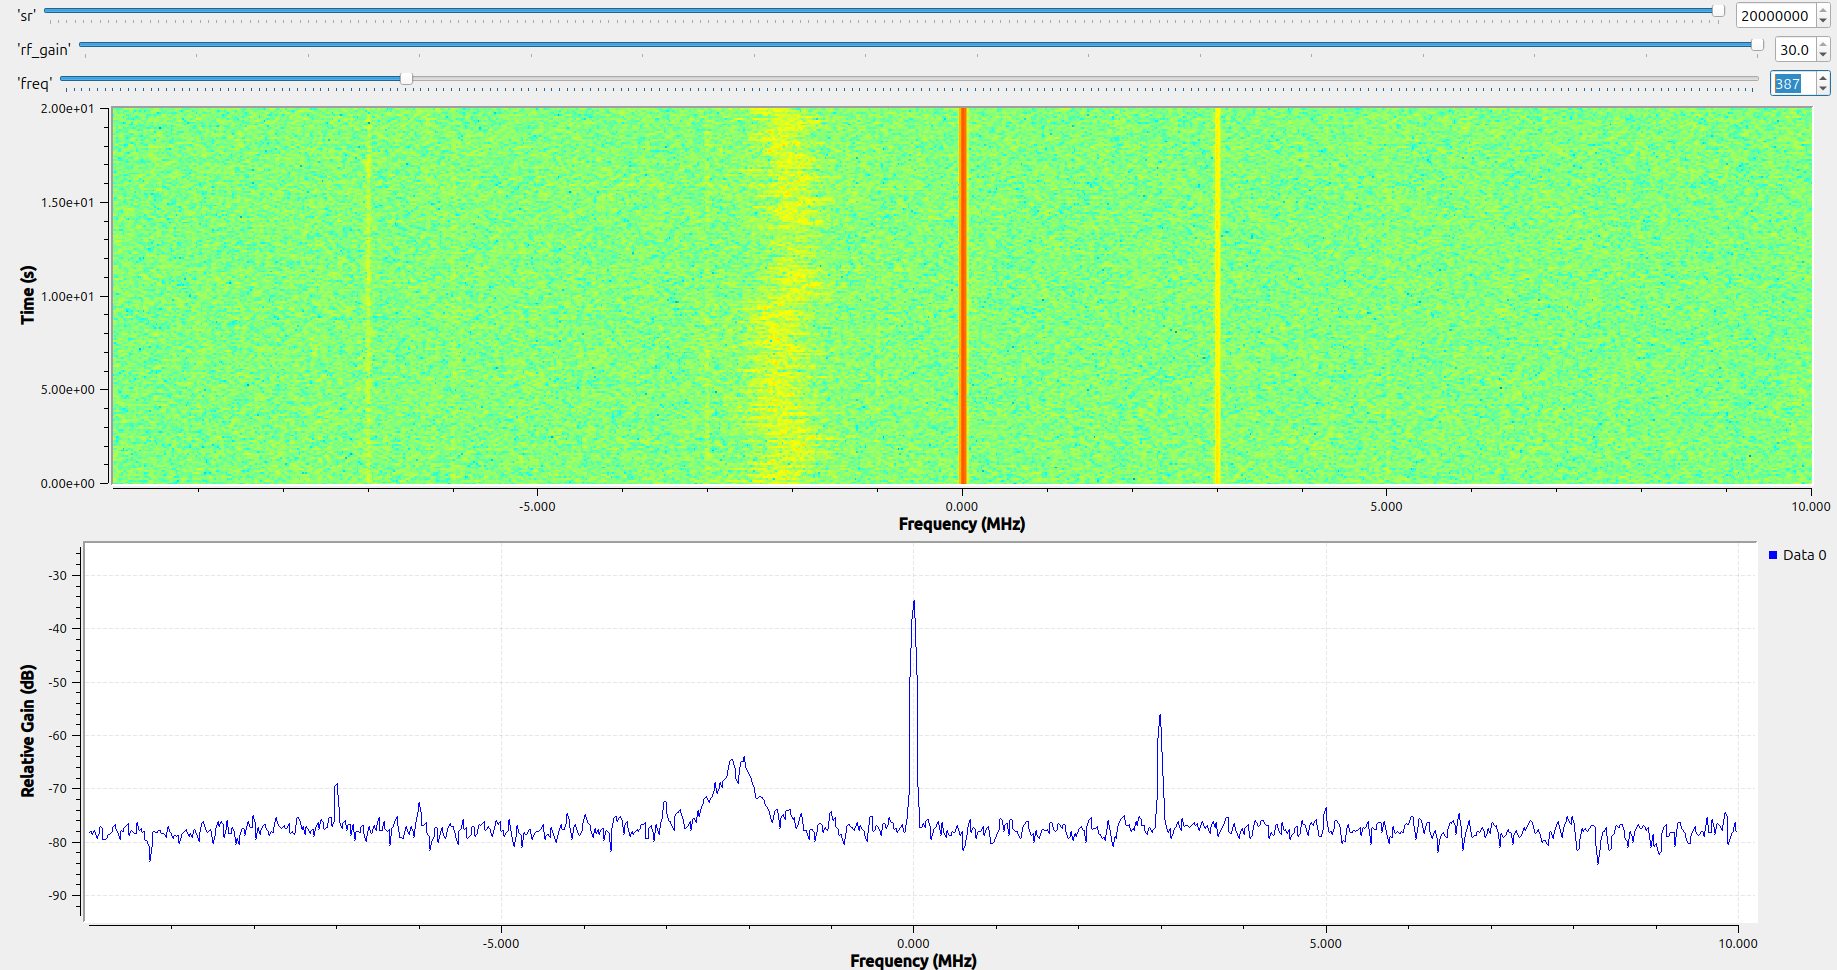 'sr' 20000000
'rf_gain' 30.0
'freq' 387
2.00e+01
1.50e+01
1.00e+01
5.00e+00
0.00e+00
Time (s)
-5.000 0.000 5.000 10.000
Frequency (MHz)
Data 0
-30
-40
-50
-60
-70
-80
-90
Relative Gain (dB)
-5.000 0.000 5.000 10.000
Frequency (MHz)